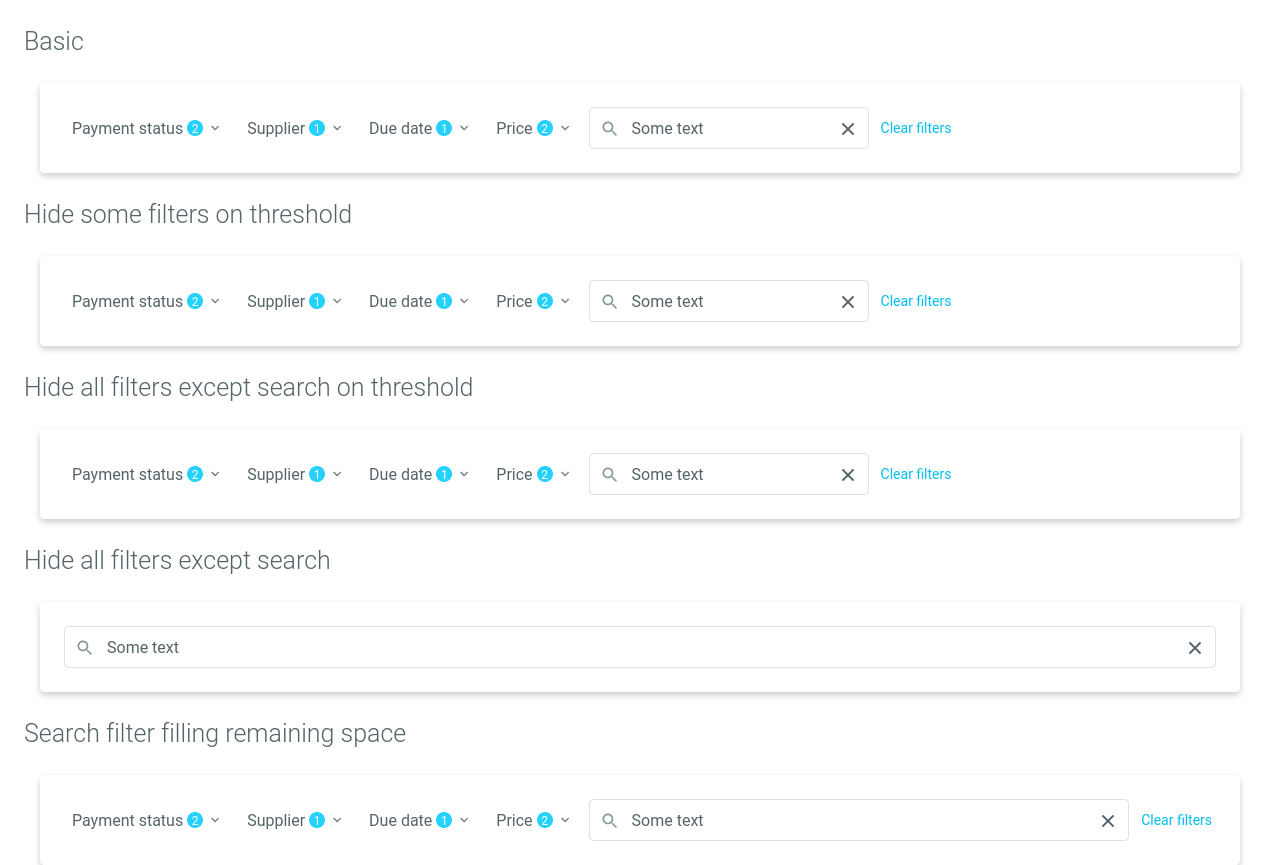 Basic
Payment status 2 Supplier 1 Due date 1 Price 2 Some text Clear filters
Hide some filters on threshold
Payment status 2 Supplier 1 Due date 1 Price 2 Some text Clear filters
Hide all filters except search on threshold
Payment status 2 Supplier 1 Due date 1 Price 2 Some text Clear filters
Hide all filters except search
Some text
Search filter filling remaining space
Payment status 2 Supplier 1 Due date 1 Price 2 Some text Clear filters